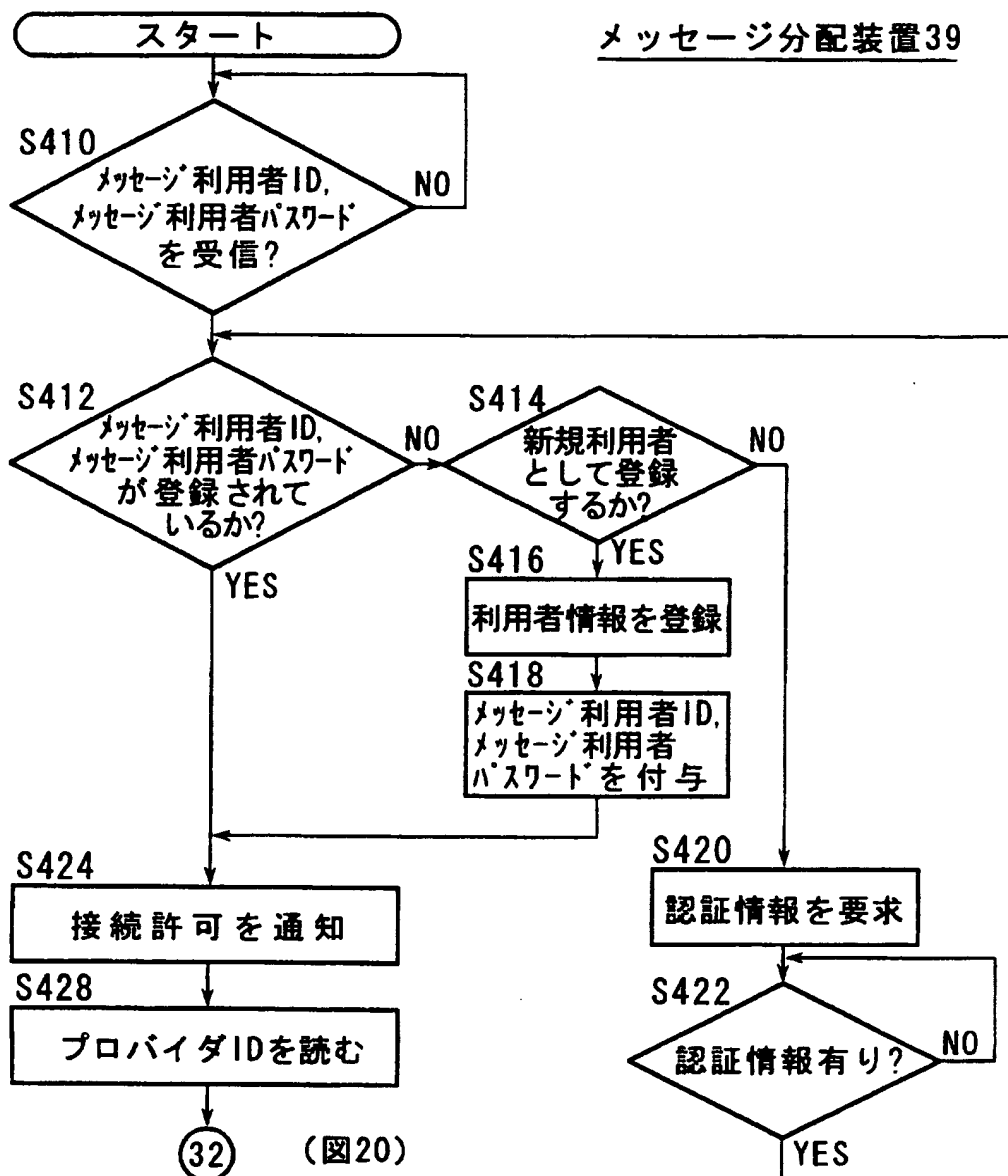 スタート
メッセージ分配装置39
S410
メッセージ利用者ID,
メッセージ利用者パスワード
を受信?
NO
S412
メッセージ利用者ID,
メッセージ利用者パスワード
が登録されて
いるか?
NO
YES
S414
新規利用者
として登録
するか?
NO
YES
S416
利用者情報を登録
S418
メッセージ利用者ID,
メッセージ利用者
パスワードを付与
S420
認証情報を要求
S424
接続許可を通知
S422
認証情報有り?
NO
YES
S428
プロバイダIDを読む
32
(図20)